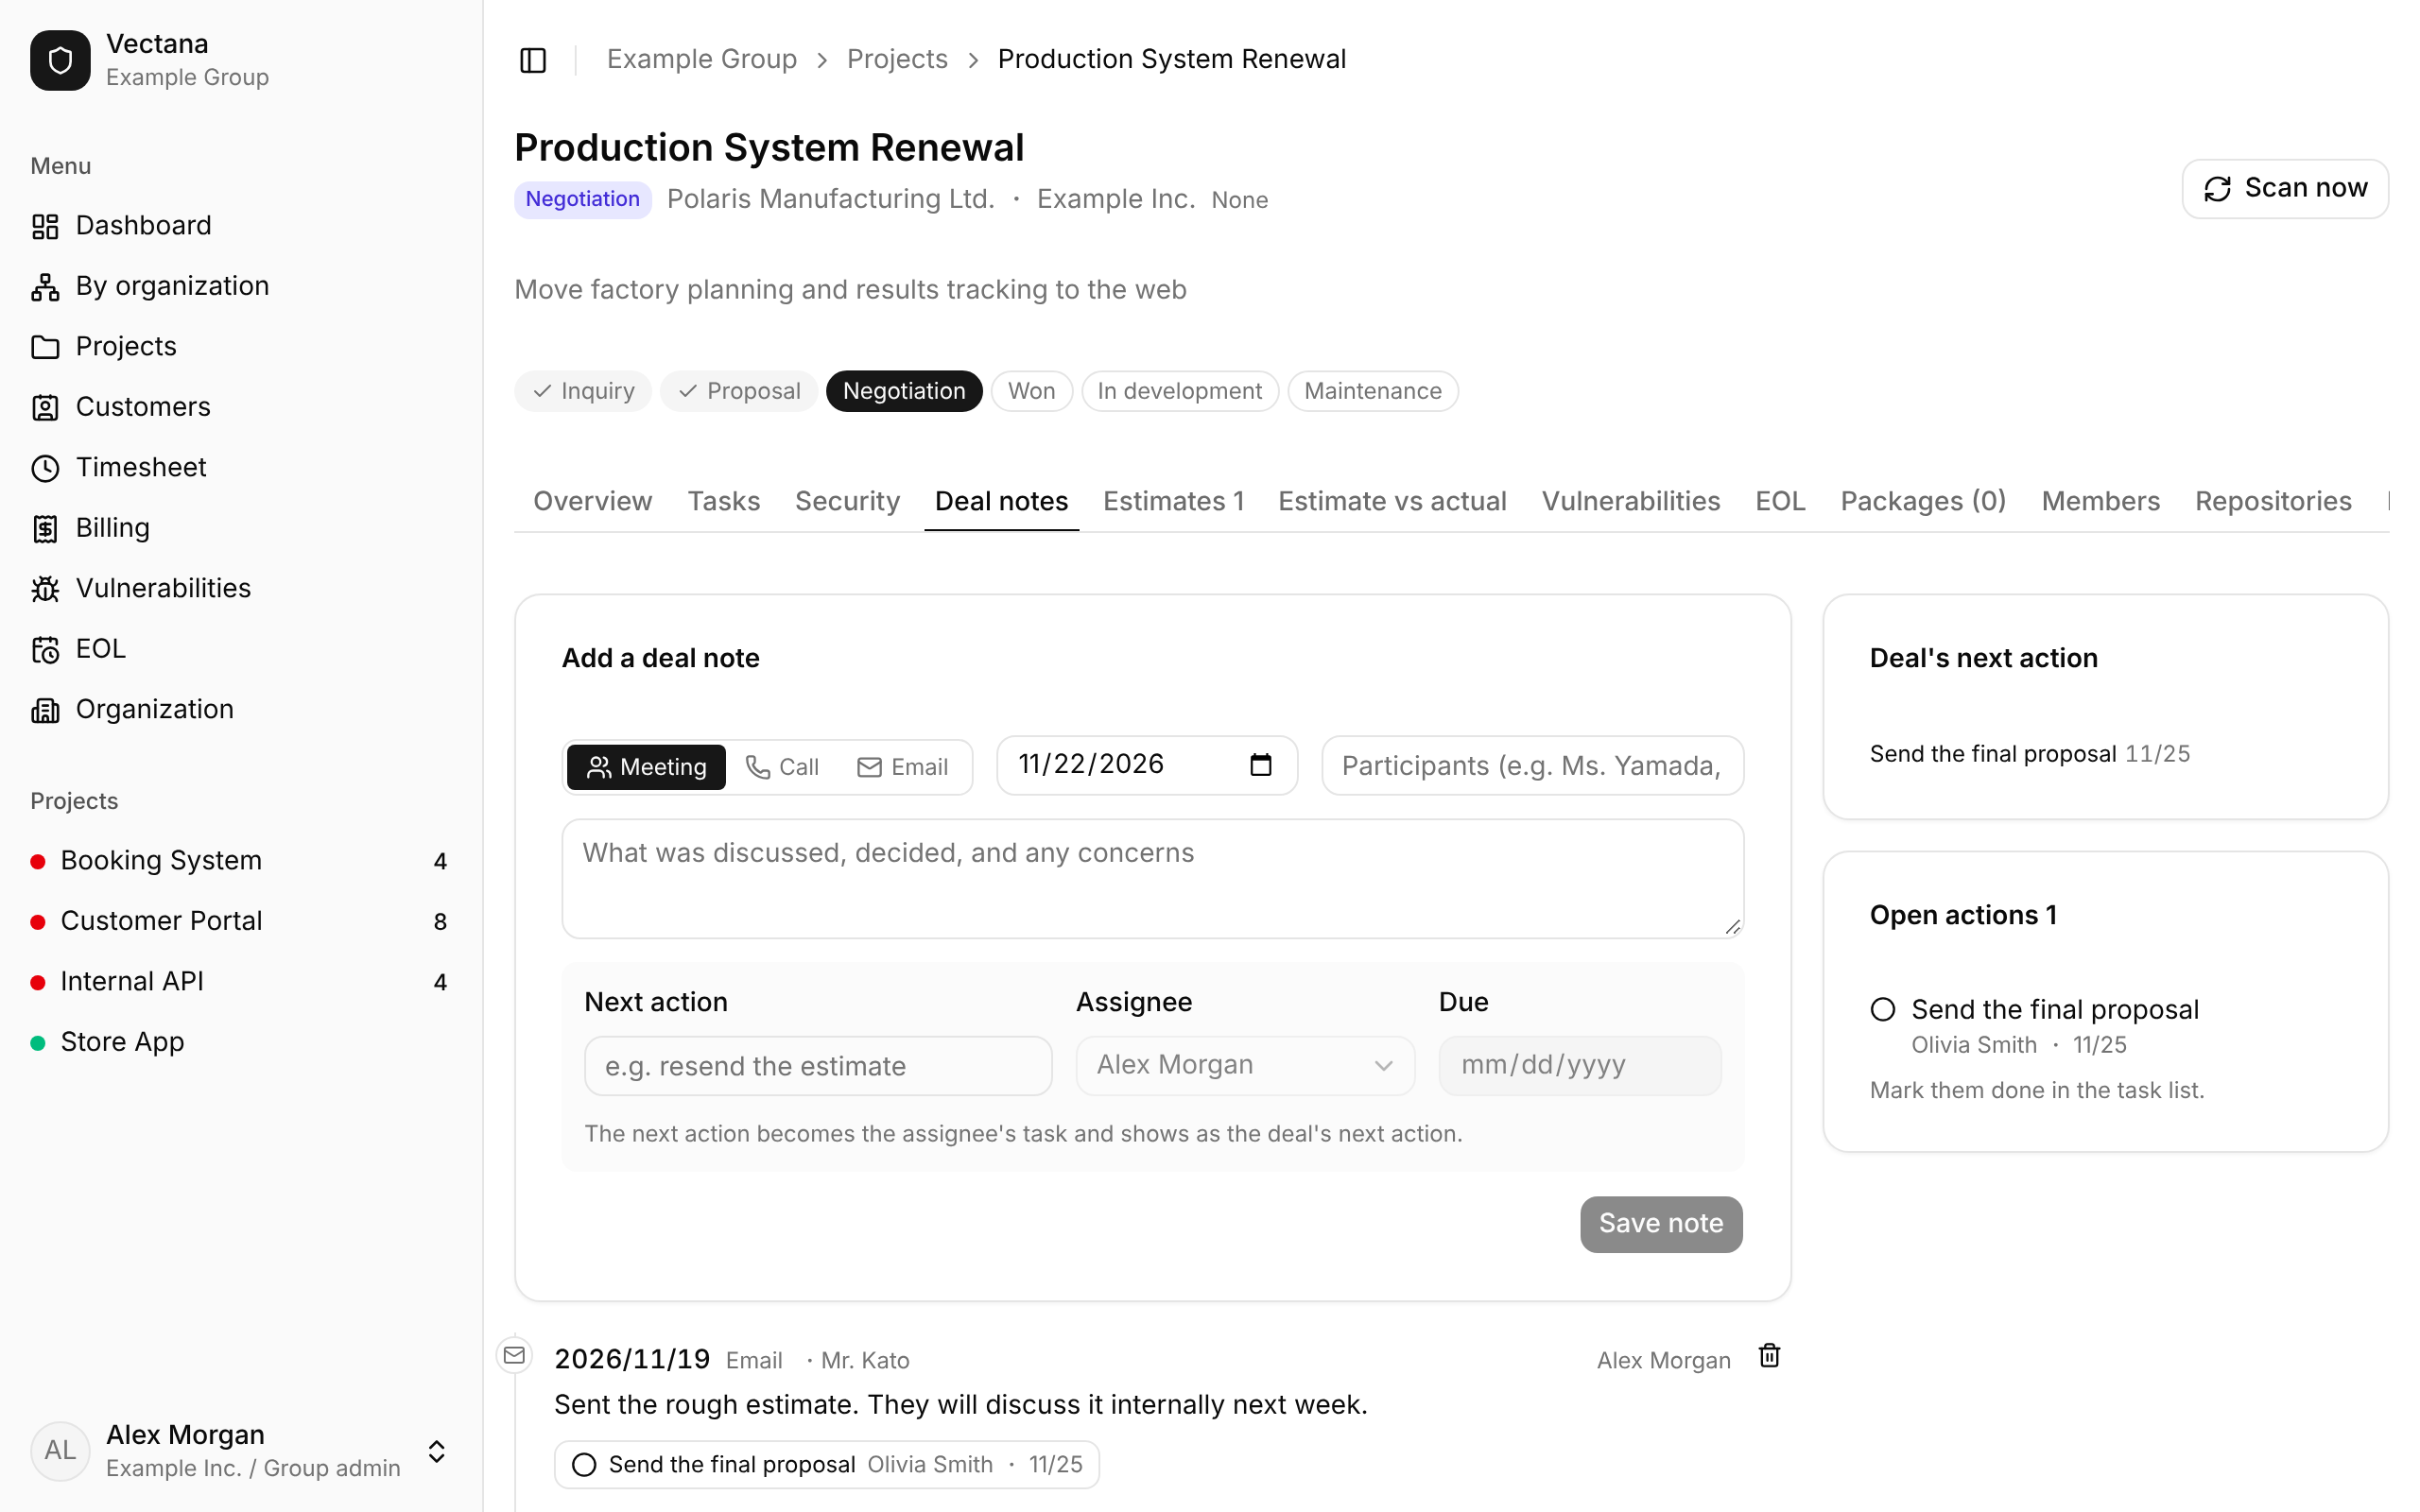 Vectana
Example Group
Menu
Dashboard
By organization
Projects
Customers
Timesheet
Billing
Vulnerabilities
EOL
Organization
Projects
Booking System 4
Customer Portal 8
Internal API 4
Store App
AL
Alex Morgan
Example Inc. / Group admin
Example Group > Projects > Production System Renewal
Production System Renewal
Negotiation Polaris Manufacturing Ltd. · Example Inc. None
Scan now
Move factory planning and results tracking to the web
Inquiry Proposal Negotiation Won In development Maintenance
Overview Tasks Security Deal notes Estimates 1 Estimate vs actual Vulnerabilities EOL Packages (0) Members Repositories
Add a deal note
Meeting Call Email 11/22/2026 Participants (e.g. Ms. Yamada,
What was discussed, decided, and any concerns
Next action Assignee Due
e.g. resend the estimate Alex Morgan mm/dd/yyyy
The next action becomes the assignee's task and shows as the deal's next action.
Save note
2026/11/19 Email · Mr. Kato Alex Morgan
Sent the rough estimate. They will discuss it internally next week.
Send the final proposal Olivia Smith · 11/25
Deal's next action
Send the final proposal 11/25
Open actions 1
Send the final proposal
Olivia Smith · 11/25
Mark them done in the task list.